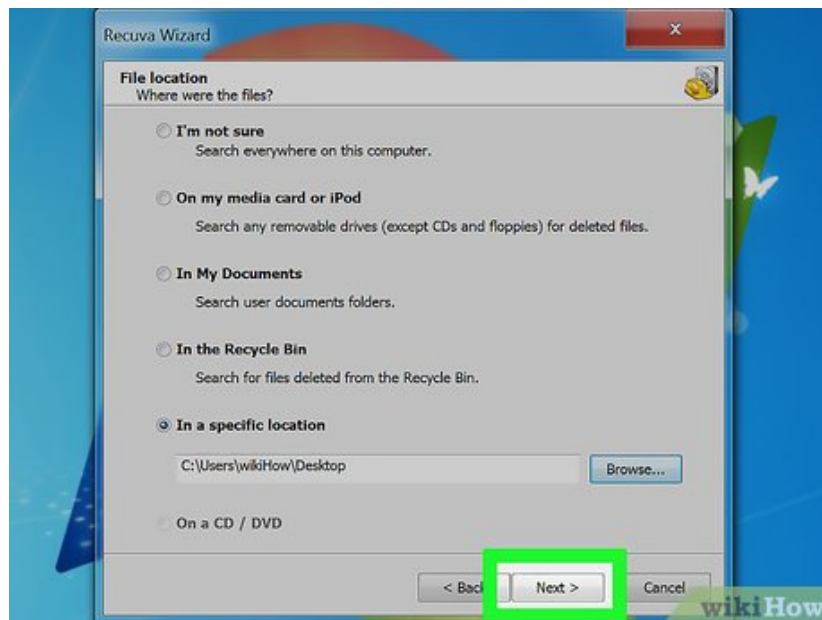 Recuva Wizard
x
File location
Where were the files?
I'm not sure
Search everywhere on this computer.
On my media card or iPod
Search any removable drives (except CDs and floppies) for deleted files.
In My Documents
Search user documents folders.
In the Recycle Bin
Search for files deleted from the Recycle Bin.
In a specific location
C:\Users\wikiHow\Desktop
Browse...
On a CD / DVD
< Bac Next > Cancel
wikiHow